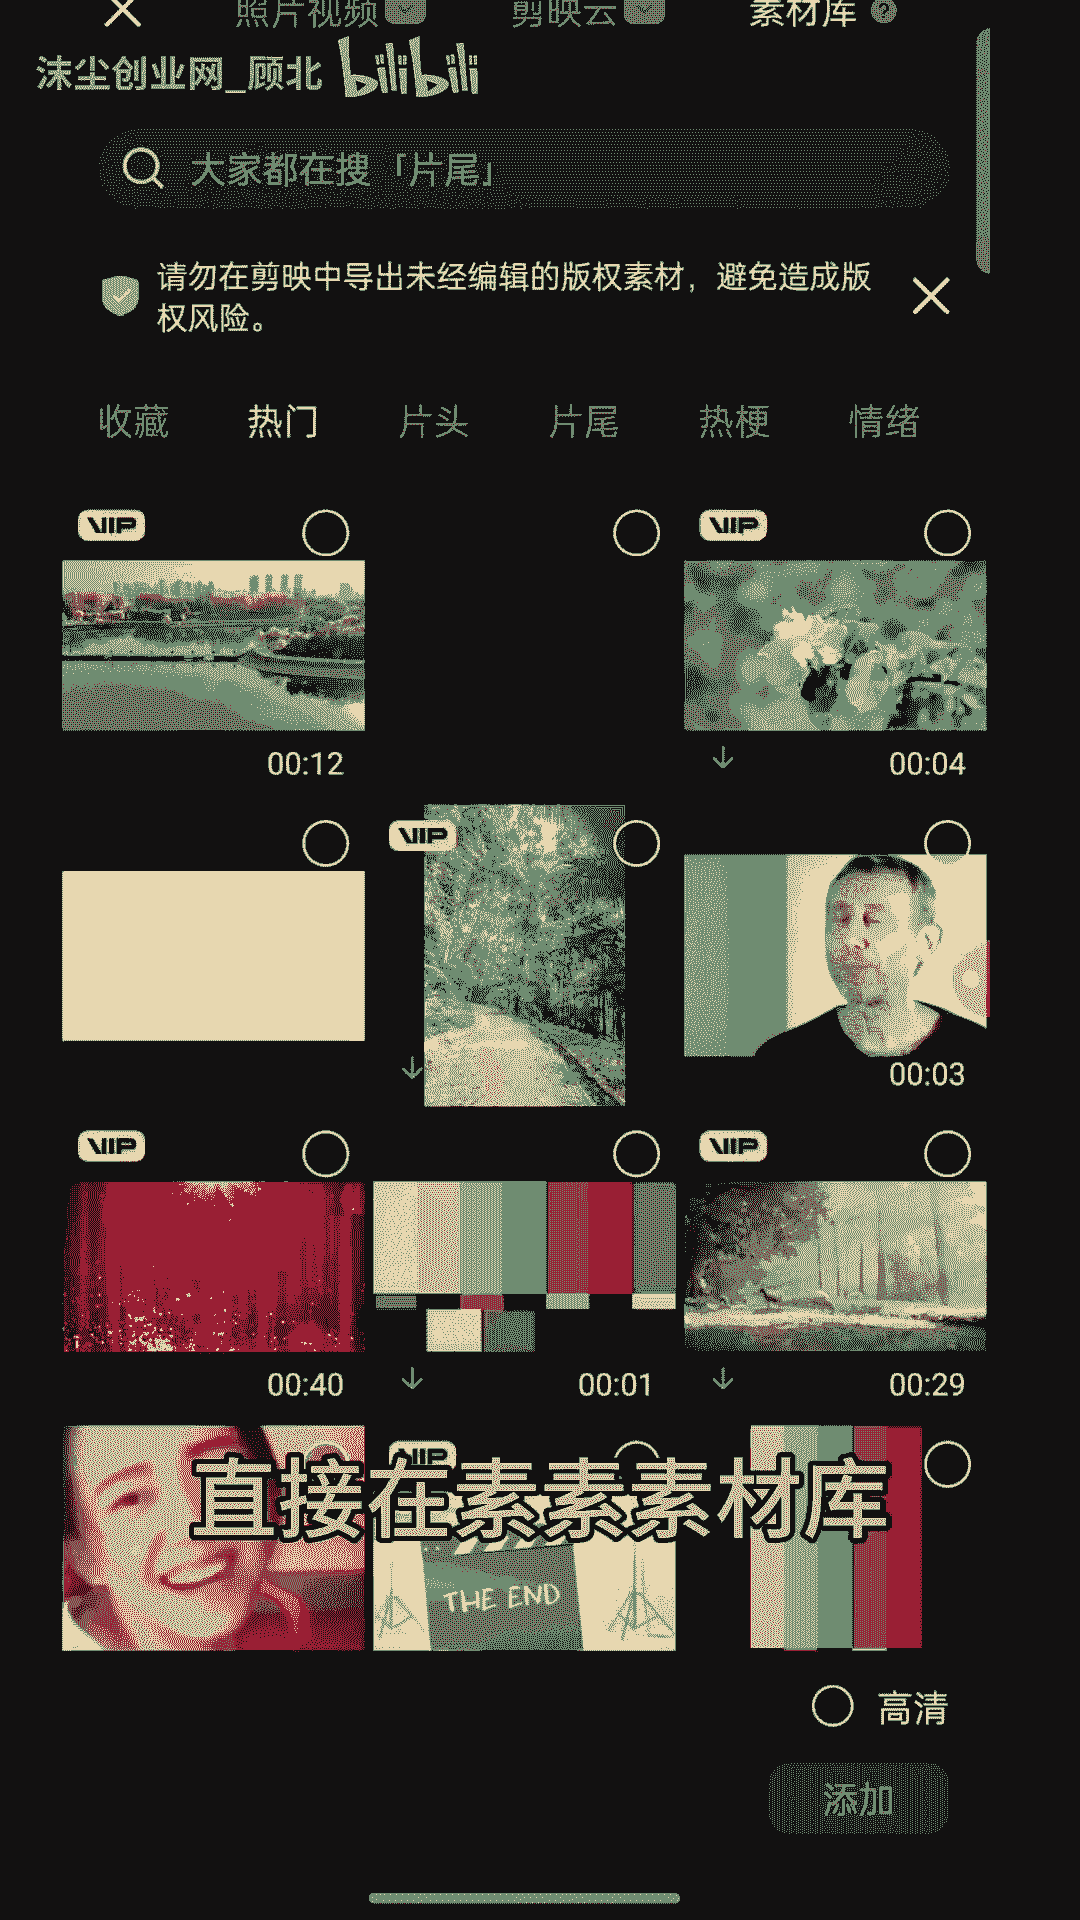 照片视频 剪映云 素材库 ?
沫尘创业网_顾北 bilibili
大家都在搜「片尾」
请勿在剪映中导出未经编辑的版权素材，避免造成版
权风险。
收藏 热门 片头 片尾 热梗 情绪
VIP VIP
00:12 00:04
VIP
00:03
VIP VIP
00:40 00:01 00:29
VIP
直接在素素素材库
THE END
高清
添加